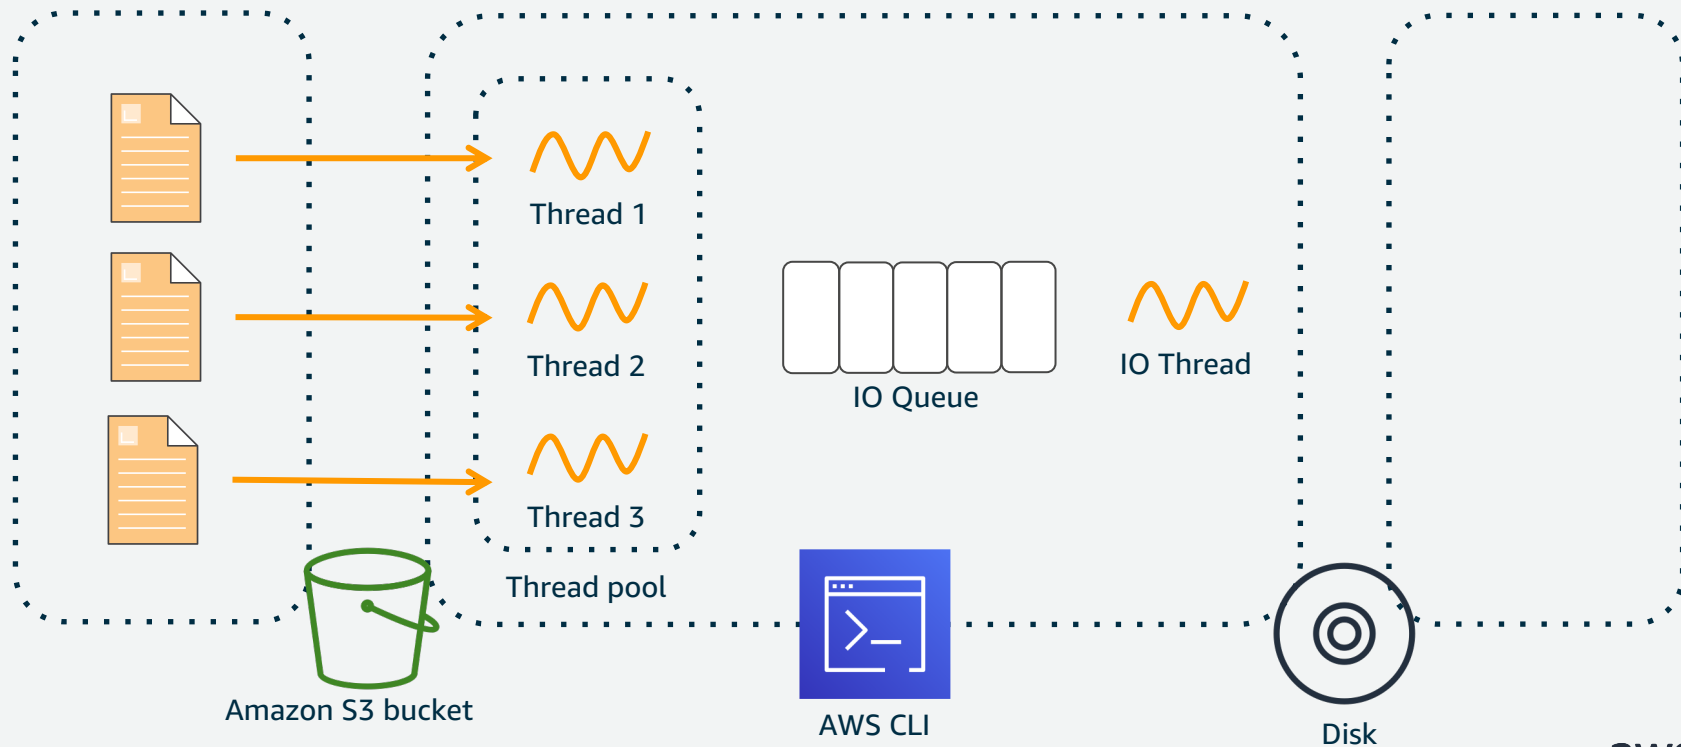 Thread 1
Thread 2
Thread 3
Thread pool
IO Queue
IO Thread
Amazon S3 bucket
AWS CLI
Disk